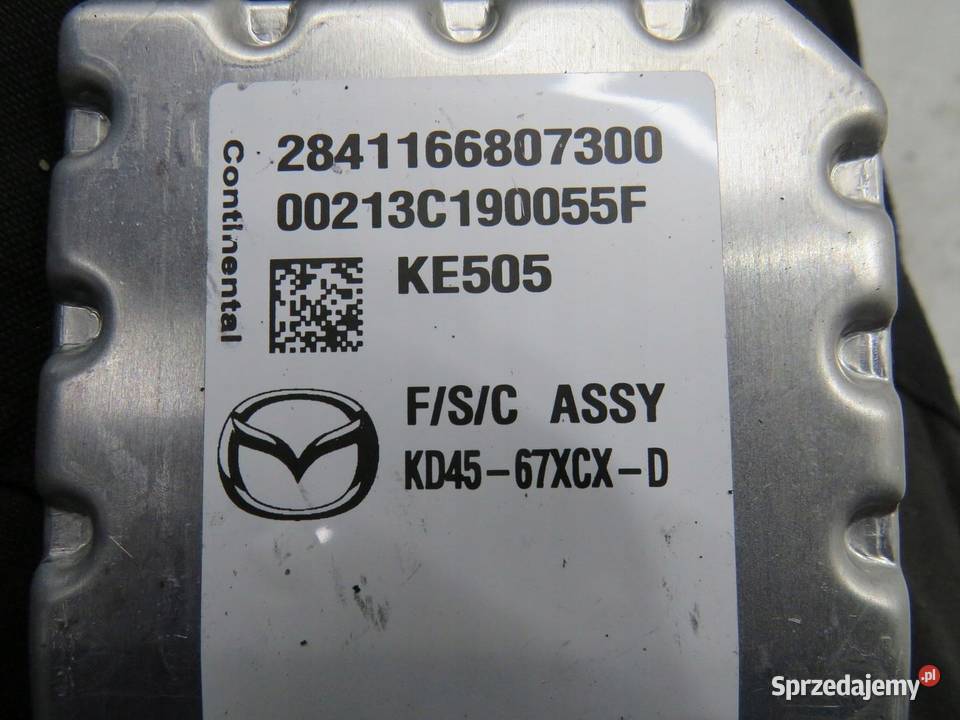 Continental
2841166807300
00213C190055F
KE505
F/S/C ASSY
KD45-67XCX-D
Sprzedajemy.pl